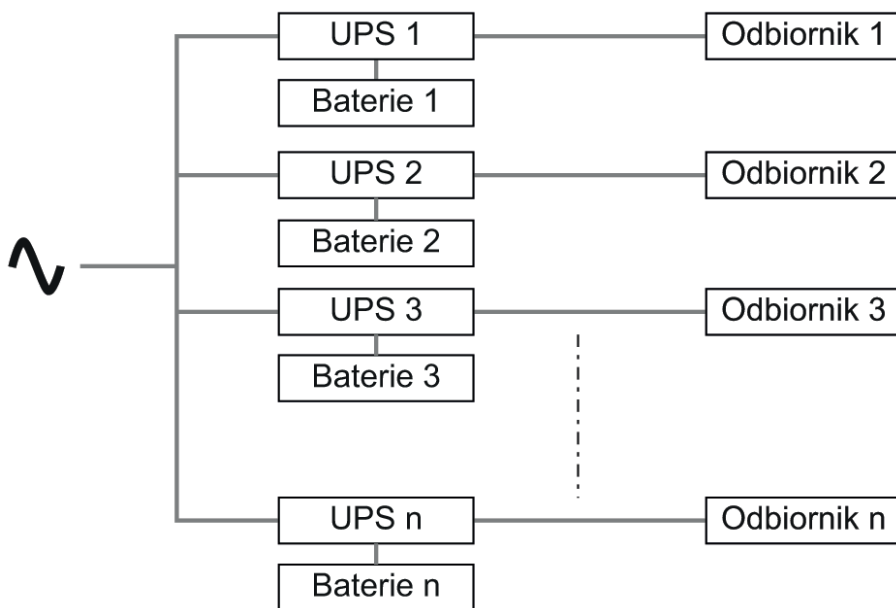 UPS 1
Odbiornik 1
Baterie 1
UPS 2
Odbiornik 2
Baterie 2
UPS 3
Odbiornik 3
Baterie 3
UPS n
Odbiornik n
Baterie n